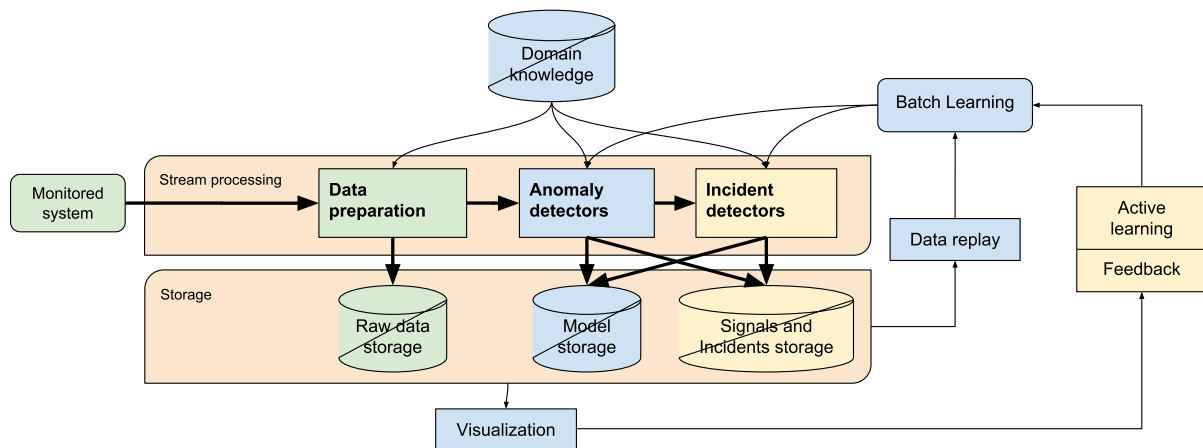 Domain
knowledge
Batch Learning
Stream processing
Monitored
system
Data
preparation
Anomaly
detectors
Incident
detectors
Active
learning
Feedback
Data replay
Storage
Raw data
storage
Model
storage
Signals and
Incidents storage
Visualization